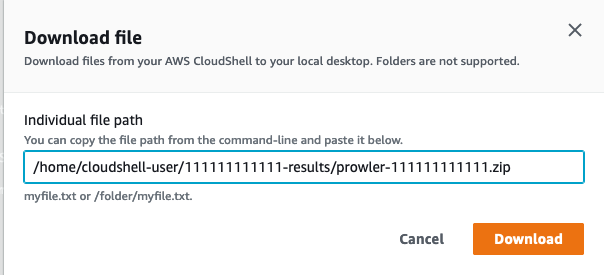 Download file
Download files from your AWS CloudShell to your local desktop. Folders are not supported.
Individual file path
You can copy the file path from the command-line and paste it below.
/home/cloudshell-user/111111111111-results/prowler-111111111111.zip
myfile.txt or /folder/myfile.txt.
Cancel
Download